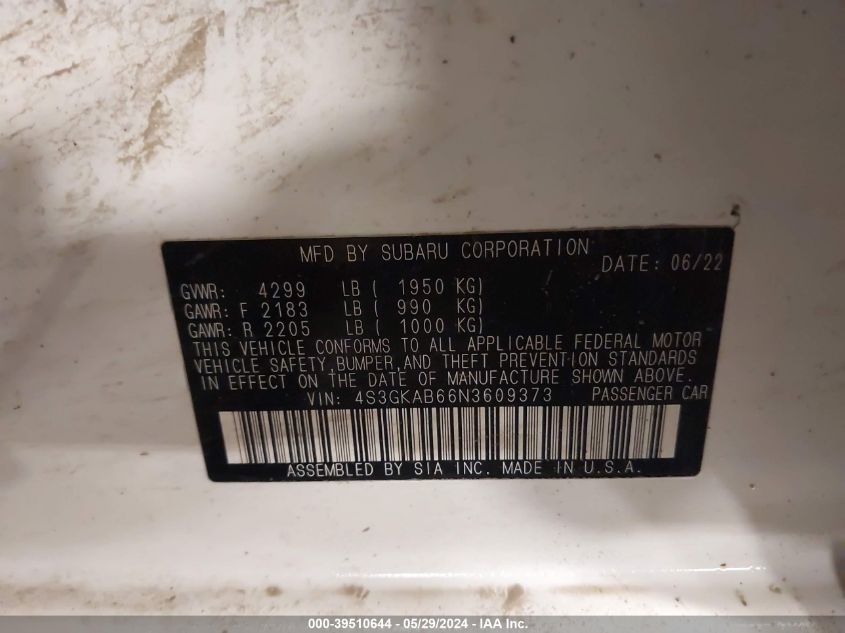 MFD BY SUBARU CORPORATION DATE: 06/22
GVWR: 4299 LB ( 1950 KG)
GAWR: F 2183 LB ( 990 KG)
GAWR: R 2205 LB ( 1000 KG)
THIS VEHICLE CONFORMS TO ALL APPLICABLE FEDERAL MOTOR
VEHICLE SAFETY,BUMPER,AND THEFT PREVENTION STANDARDS
IN EFFECT ON THE DATE OF MANUFACTURE SHOWN ABOVE.
VIN: 4S3GKAB66N3609373 PASSENGER CAR
ASSEMBLED BY SIA INC. MADE IN U.S.A.
000-39510644 / 05/29/2024 - IAA Inc.